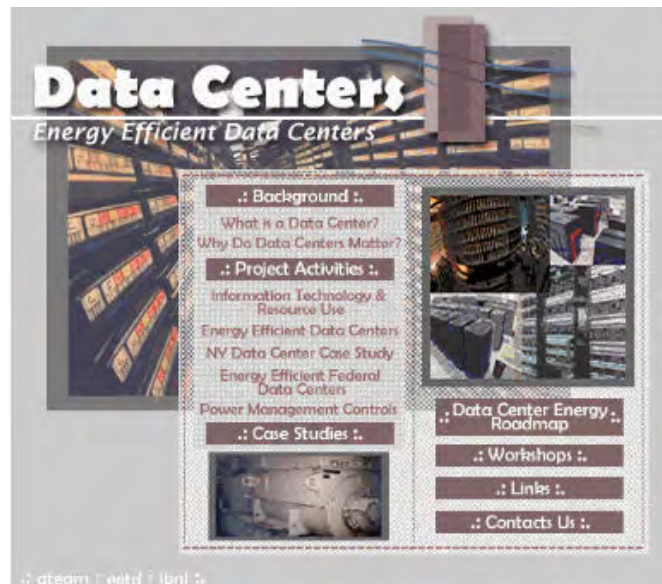 Data Centers
Energy Efficient Data Centers
.: Background :.
What is a Data Center?
Why Do Data Centers Matter?
.: Project Activities :.
Information Technology &
Resource Use
Energy Efficient Data Centers
NY Data Center Case Study
Energy Efficient Federal
Data Centers
Power Management Controls
.: Case Studies :.
.: Data Center Energy :.
Roadmap
.: Workshops :.
.: Links :.
.: Contacts Us :.
.: ateam : eetd : lbnl :.